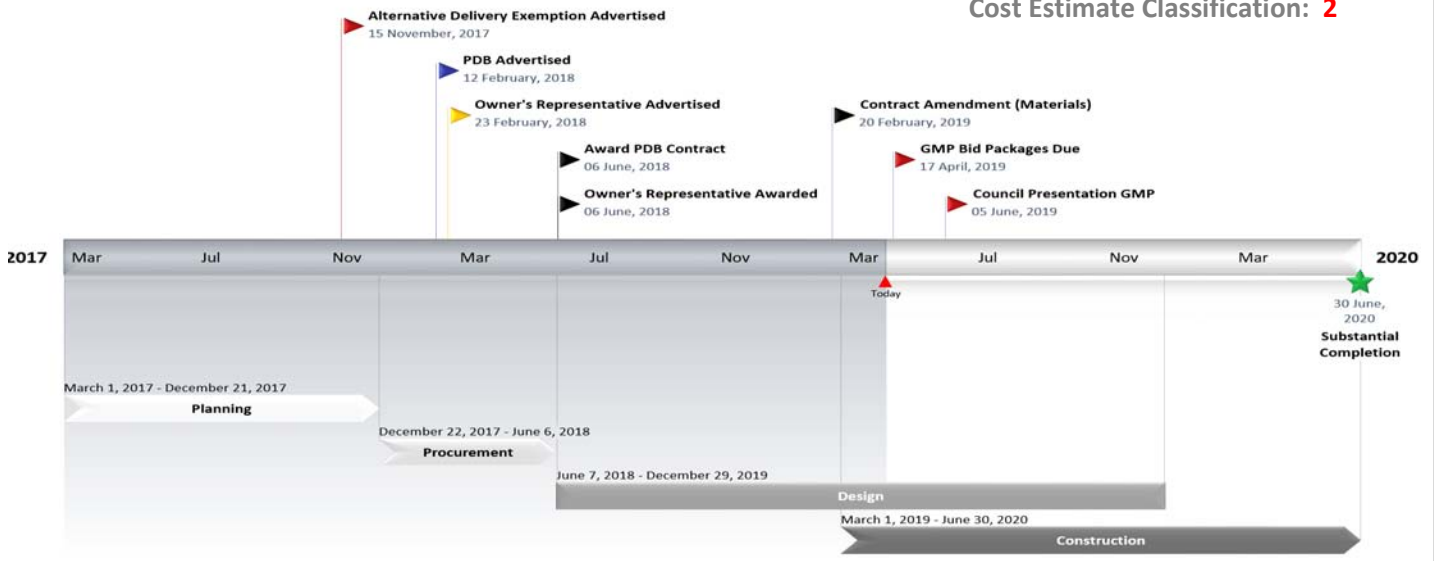 Cost Estimate Classification: 2
Alternative Delivery Exemption Advertised
15 November, 2017
PDB Advertised
12 February, 2018
Owner's Representative Advertised
23 February, 2018
Contract Amendment (Materials)
20 February, 2019
Award PDB Contract
06 June, 2018
GMP Bid Packages Due
17 April, 2019
Owner's Representative Awarded
06 June, 2018
Council Presentation GMP
05 June, 2019
2017 Mar Jul Nov Mar Jul Nov Mar Jul Nov Mar 2020
Today
30 June,
2020
Substantial
Completion
March 1, 2017 - December 21, 2017
Planning
December 22, 2017 - June 6, 2018
Procurement
June 7, 2018 - December 29, 2019
Design
March 1, 2019 - June 30, 2020
Construction